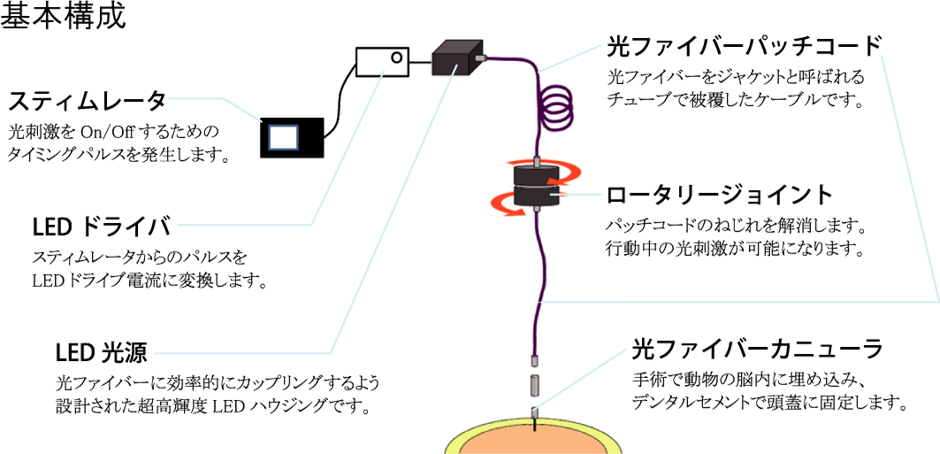 基本構成
スティムレータ
光刺激を On/Off するための
タイミングパルスを発生します。
LED ドライバ
スティムレータからのパルスを
LED ドライブ電流に変換します。
LED 光源
光ファイバーに効率的にカップリングするよう
設計された超高輝度 LED ハウジングです。
光ファイバーパッチコード
光ファイバーをジャケットと呼ばれる
チューブで被覆したケーブルです。
ロータリージョイント
パッチコードのねじれを解消します。
行動中の光刺激が可能になります。
光ファイバーカニューラ
手術で動物の脳内に埋め込み、
デンタルセメントで頭蓋に固定します。